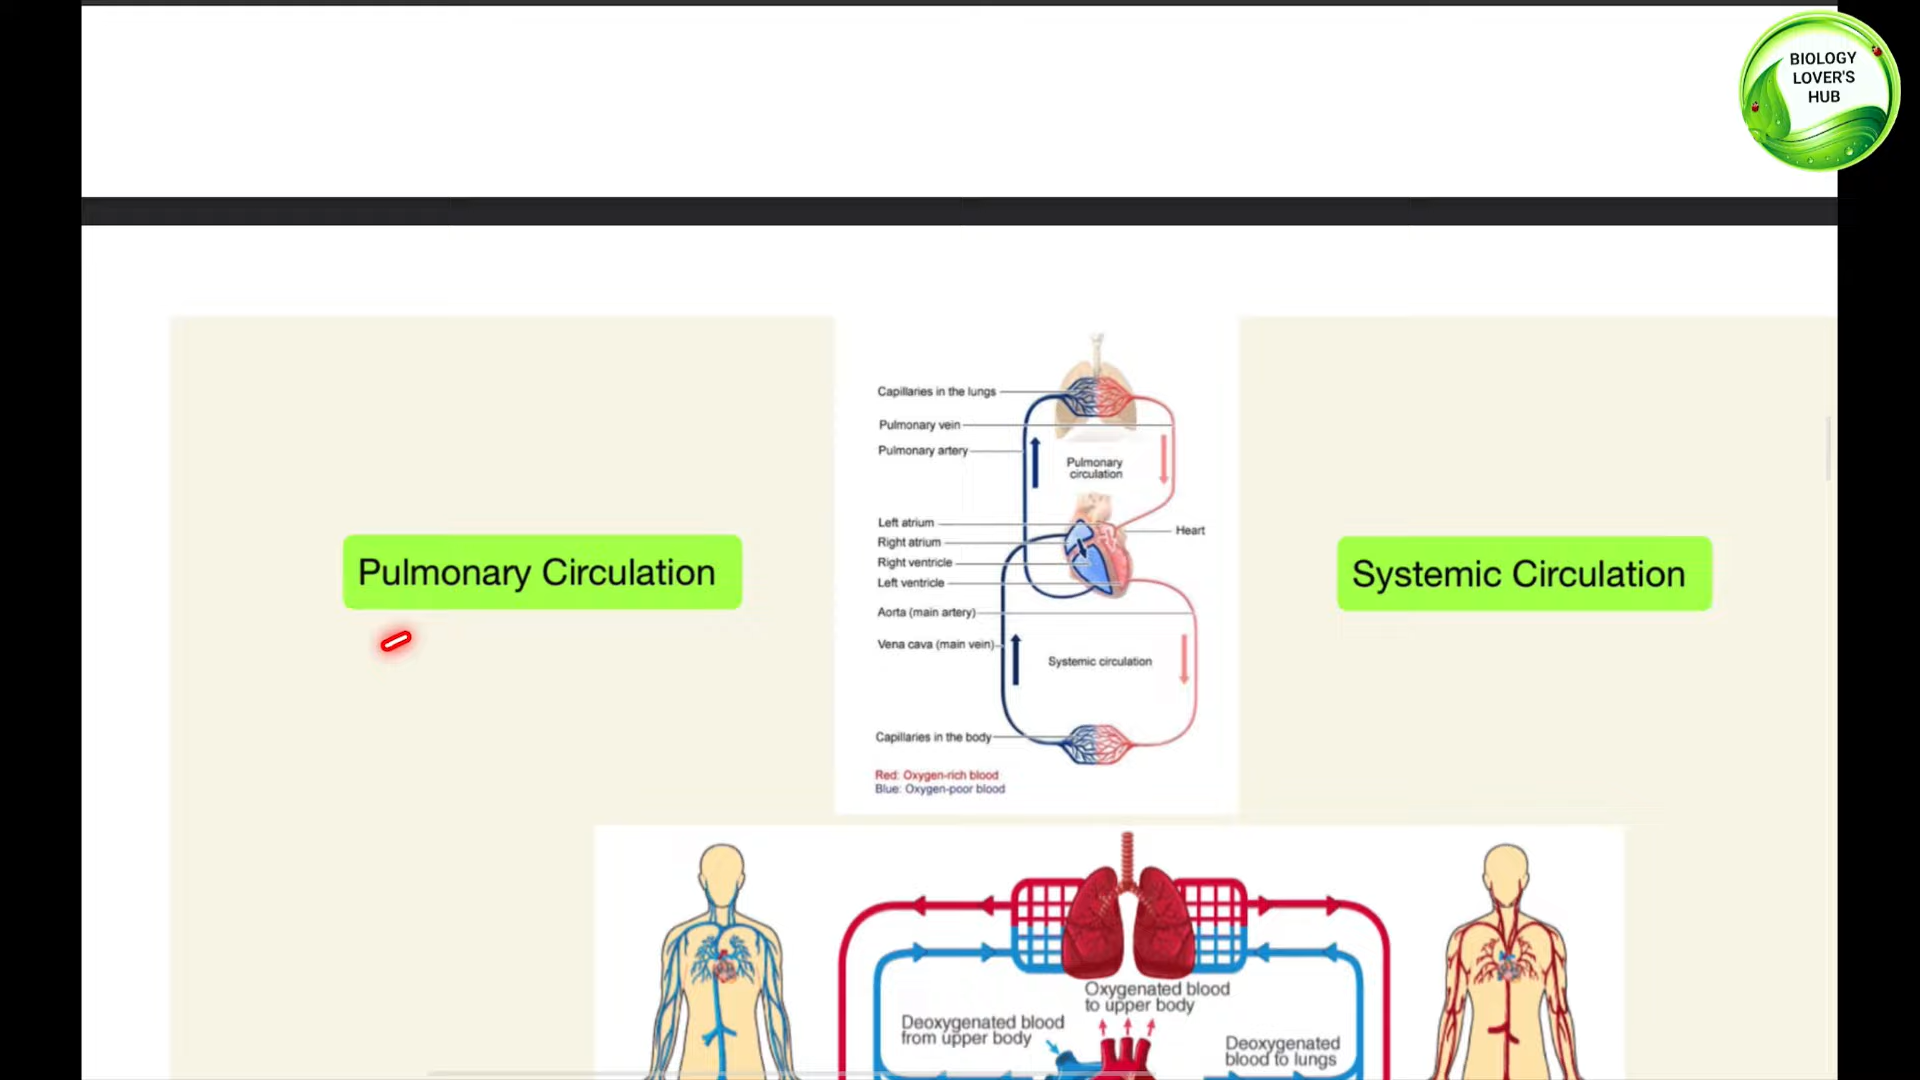 BIOLOGY
LOVER'S
HUB
Capillaries in the lungs
Pulmonary vein
Pulmonary artery
Pulmonary
circulation
Left atrium
Heart
Right atrium
Right ventricle
Left ventricle
Pulmonary Circulation
Systemic Circulation
Aorta (main artery)
Vena cava (main vein)
Systemic circulation
Capillaries in the body
Red: Oxygen-rich blood
Blue: Oxygen-poor blood
Oxygenated blood
to upper body
Deoxygenated blood
from upper body
Deoxygenated
blood to lungs